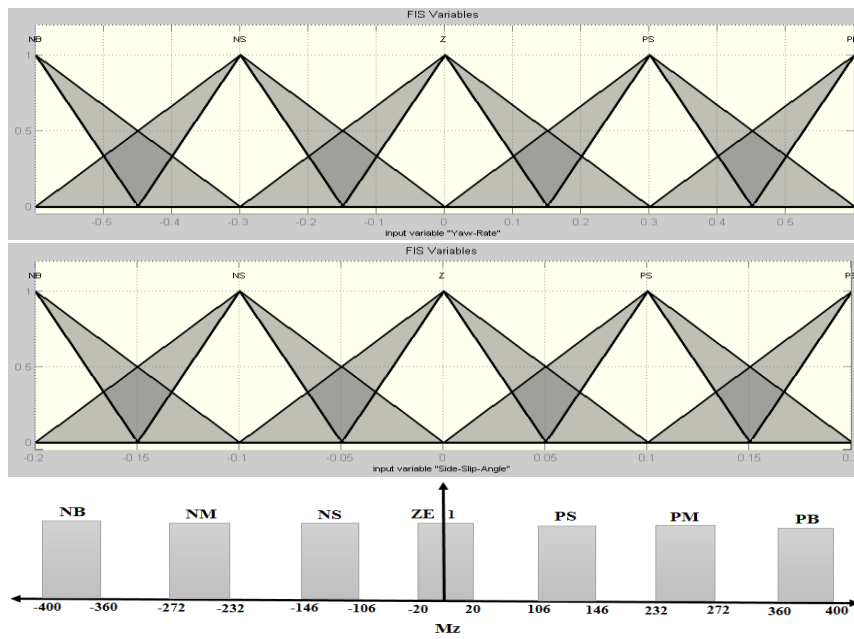 FIS Variables
NB NS Z PS P
1
0.5
0
-0.5 -0.4 -0.3 -0.2 -0.1 0 0.1 0.2 0.3 0.4 0.5
input variable "Yaw-Rate"
FIS Variables
NB NS Z PS P
1
0.5
0
-0.2 -0.15 -0.1 -0.05 0 0.05 0.1 0.15
input variable "Side-Slip-Angle"
NB NM NS ZE 1 PS PM PB
-400 -360 -272 -232 -146 -106 -20 20 106 146 232 272 360 400
Mz